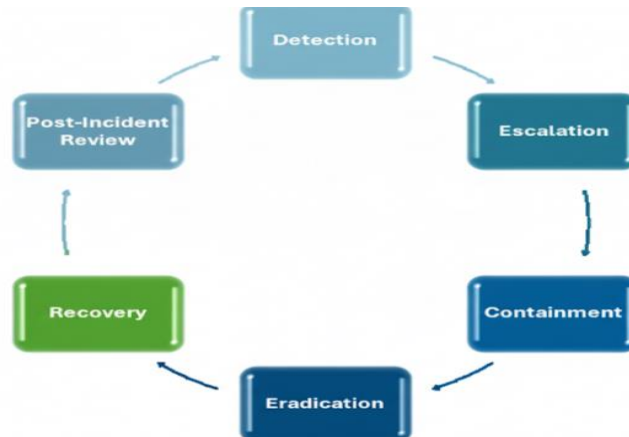 Detection
Escalation
Containment
Eradication
Recovery
Post-Incident
Review